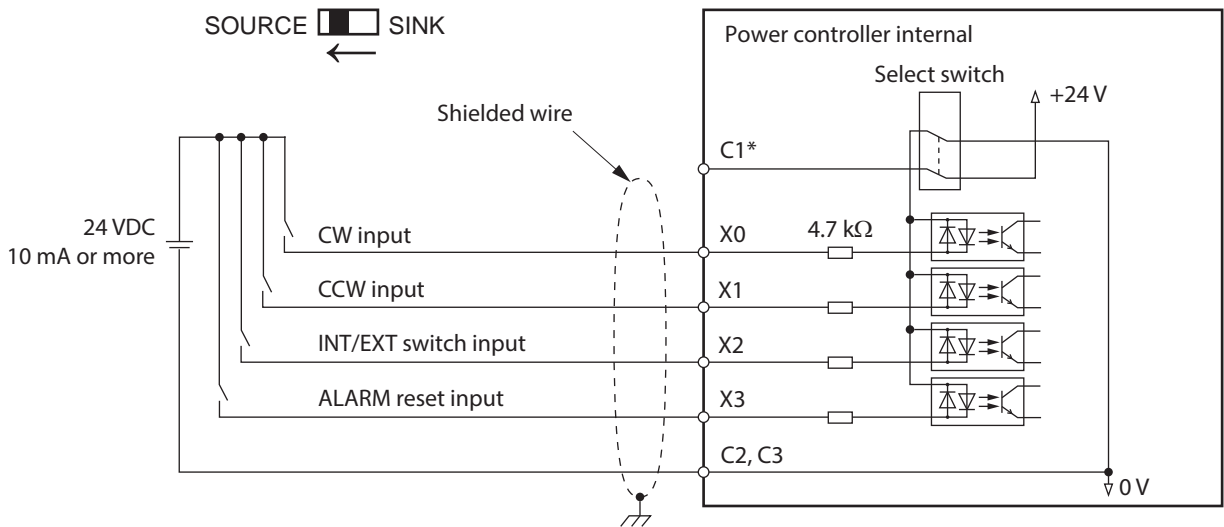 SOURCE SINK
Power controller internal
Select switch
+24 V
Shielded wire
C1*
24 VDC
10 mA or more
CW input
X0
4.7 kΩ
CCW input
X1
INT/EXT switch input
X2
ALARM reset input
X3
C2, C3
0 V